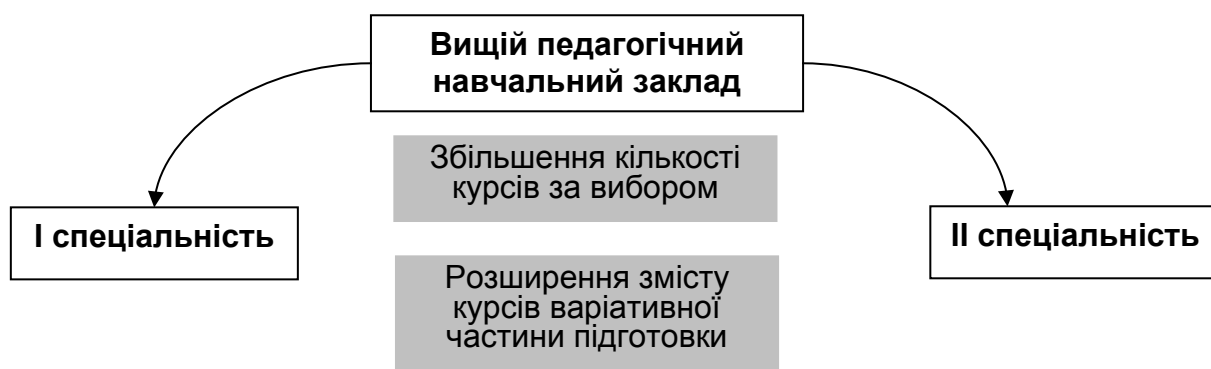 Вищій педагогічний
навчальний заклад
Збільшення кількості
курсів за вибором
І спеціальність
ІІ спеціальність
Розширення змісту
курсів варіативної
частини підготовки